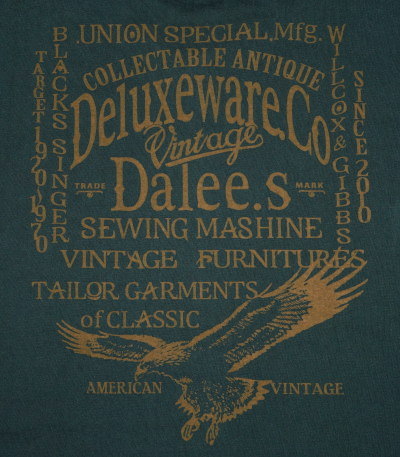 .UNION SPECIAL.Mfg.
BLACKS SINGER
TARGET1920-1970
WILLCOX&GIBBS
SINCE 2010
COLLECTABLE ANTIQUE
Deluxeware.Co
Vintage
TRADE
Dalee.s
MARK
SEWING MASHINE
VINTAGE FURNITURES
TAILOR GARMENTS
of CLASSIC
AMERICAN VINTAGE